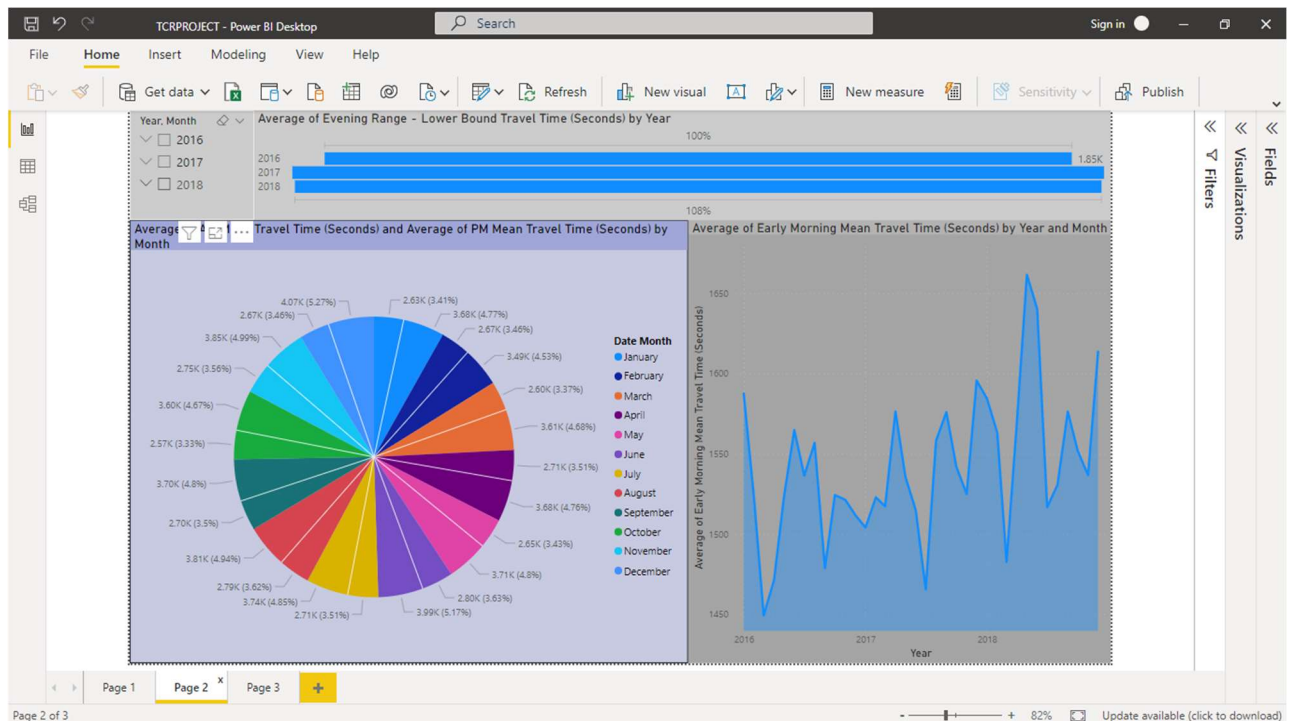 TCRPROJECT - Power BI Desktop
Search
Sign in
File
Home
Insert
Modeling
View
Help
Get data
Refresh
New visual
New measure
Sensitivity
Publish
Year, Month
2016
2017
2018
Average of Evening Range - Lower Bound Travel Time (Seconds) by Year
100%
2016
2017
2018
1.85K
108%
Filters
Visualizations
Fields
Average Travel Time (Seconds) and Average of PM Mean Travel Time (Seconds) by
Month
2.63K (3.41%)
3.68K (4.77%)
2.67K (3.46%)
3.49K (4.53%)
2.60K (3.37%)
3.61K (4.68%)
2.71K (3.51%)
3.68K (4.76%)
2.65K (3.43%)
3.71K (4.8%)
2.80K (3.63%)
3.99K (5.17%)
2.71K (3.51%)
3.74K (4.85%)
2.79K (3.62%)
3.81K (4.94%)
2.70K (3.5%)
3.70K (4.8%)
2.57K (3.33%)
3.60K (4.67%)
2.75K (3.56%)
3.85K (4.99%)
2.67K (3.46%)
4.07K (5.27%)
Date Month
January
February
March
April
May
June
July
August
September
October
November
December
Average of Early Morning Mean Travel Time (Seconds) by Year and Month
Average of Early Morning Mean Travel Time (Seconds)
1650
1600
1550
1500
1450
2016
2017
2018
Year
Page 1
Page 2
Page 3
Page 2 of 3
82%
Update available (click to download)